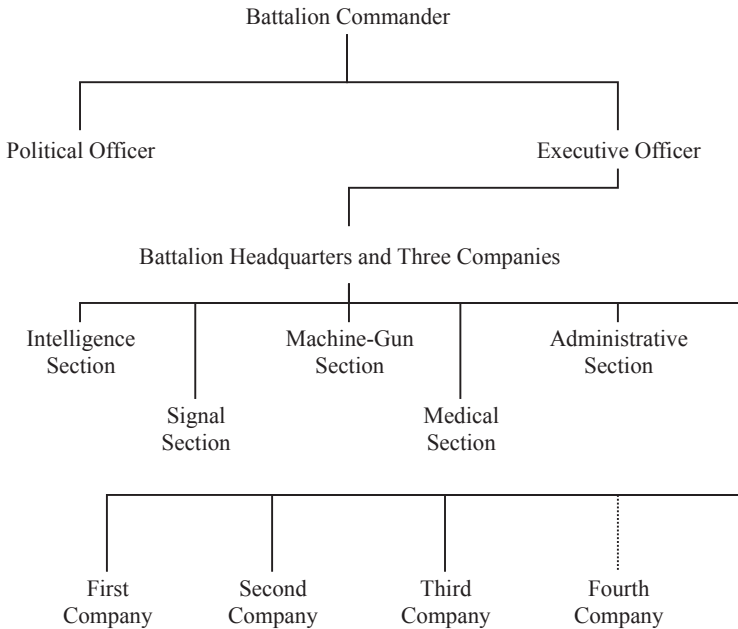 Battalion Commander
Political Officer
Executive Officer
Battalion Headquarters and Three Companies
Intelligence
Section
Machine-Gun
Section
Administrative
Section
Signal
Section
Medical
Section
First
Company
Second
Company
Third
Company
Fourth
Company